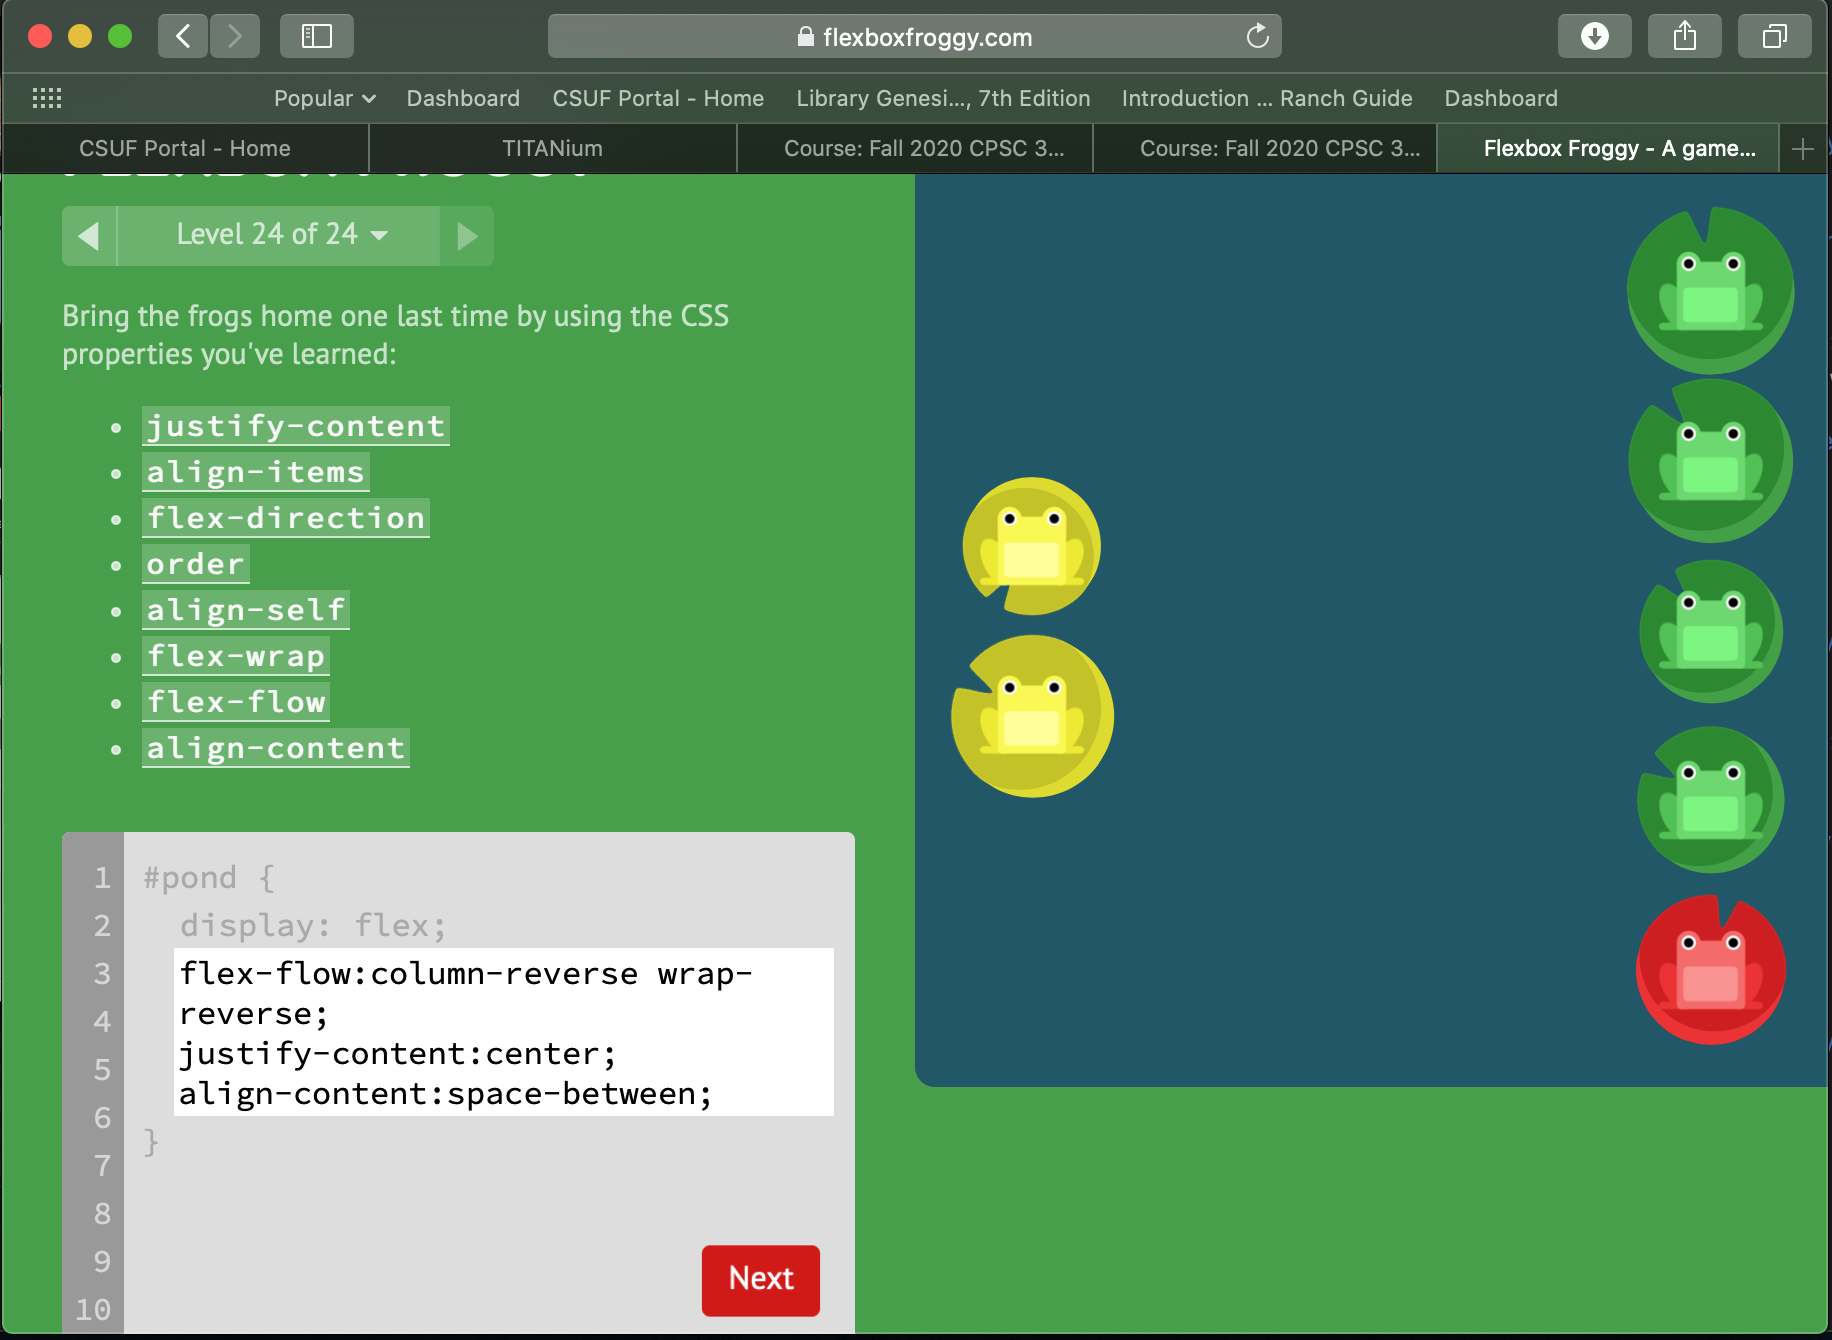 flexboxfroggy.com
Popular Dashboard CSUF Portal - Home Library Genesi..., 7th Edition Introduction ... Ranch Guide Dashboard
CSUF Portal - Home TITANium Course: Fall 2020 CPSC 3... Course: Fall 2020 CPSC 3... Flexbox Froggy - A game...
Level 24 of 24
Bring the frogs home one last time by using the CSS
properties you've learned:
justify-content
align-items
flex-direction
order
align-self
flex-wrap
flex-flow
align-content
1 #pond {
2 display: flex;
3 flex-flow:column-reverse wrap-
4 reverse;
5 justify-content:center;
6 align-content:space-between;
7 }
8
9
10
Next